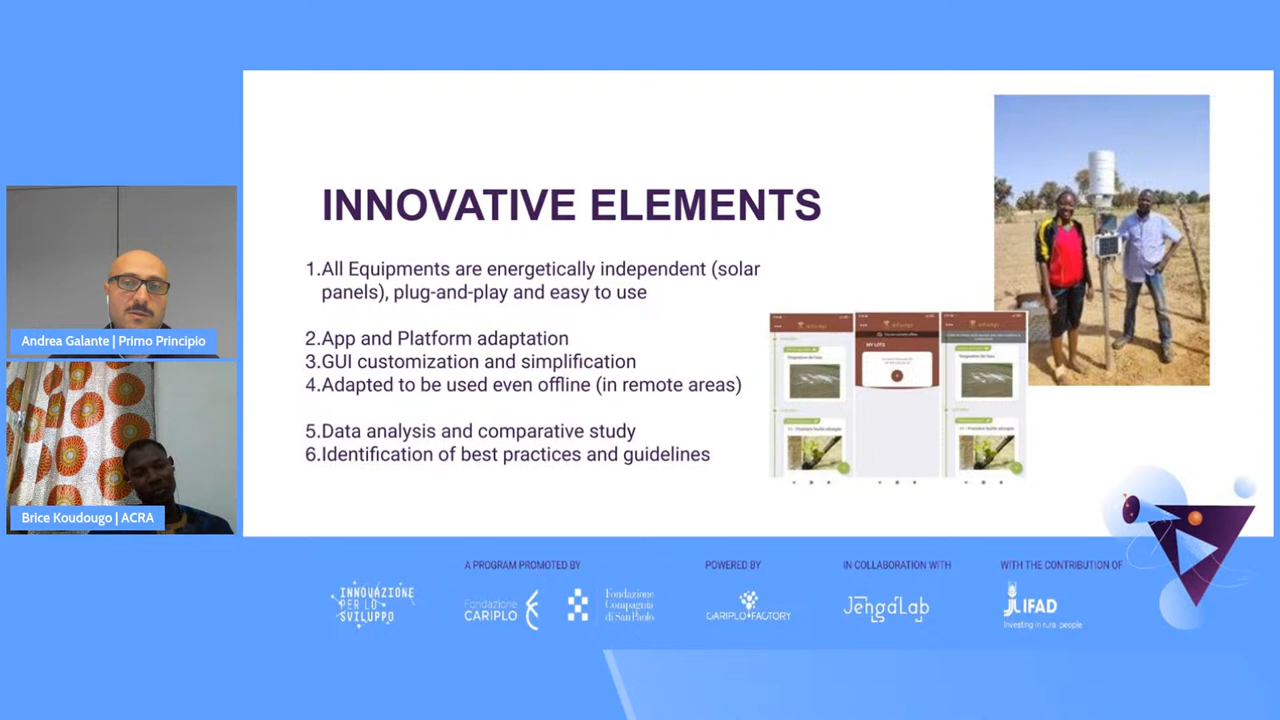 INNOVATIVE ELEMENTS
1.All Equipments are energetically independent (solar
panels), plug-and-play and easy to use
2.App and Platform adaptation
3.GUI customization and simplification
4.Adapted to be used even offline (in remote areas)
5.Data analysis and comparative study
6.Identification of best practices and guidelines
MY LOTS
Andrea Galante | Primo Principio
Brice Koudougo | ACRA
A PROGRAM PROMOTED BY
POWERED BY
IN COLLABORATION WITH
WITH THE CONTRIBUTION OF
INNOVAZIONE
PER LO
SVILUPPO
Fondazione
CARIPLO
Fondazione
Compagnia
di San Paolo
CARIPLO FACTORY
JengaLab
JLIFAD
Investing in rural people